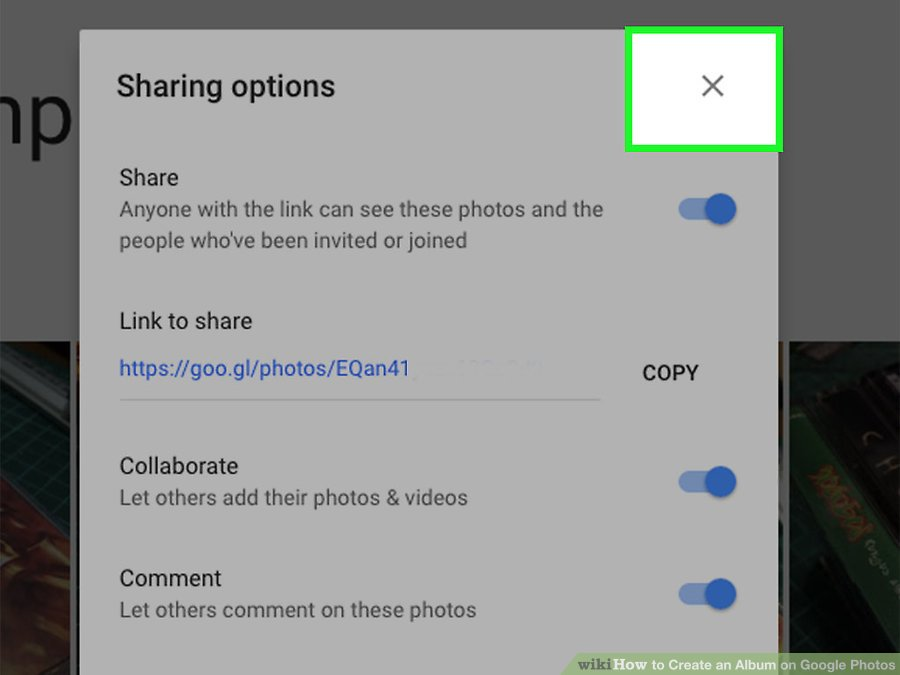 mp
Sharing options
Share
Anyone with the link can see these photos and the
people who've been invited or joined
Link to share
https://goo.gl/photos/EQan41
COPY
Collaborate
Let others add their photos & videos
Comment
Let others comment on these photos
wikiHow to Create an Album on Google Photos